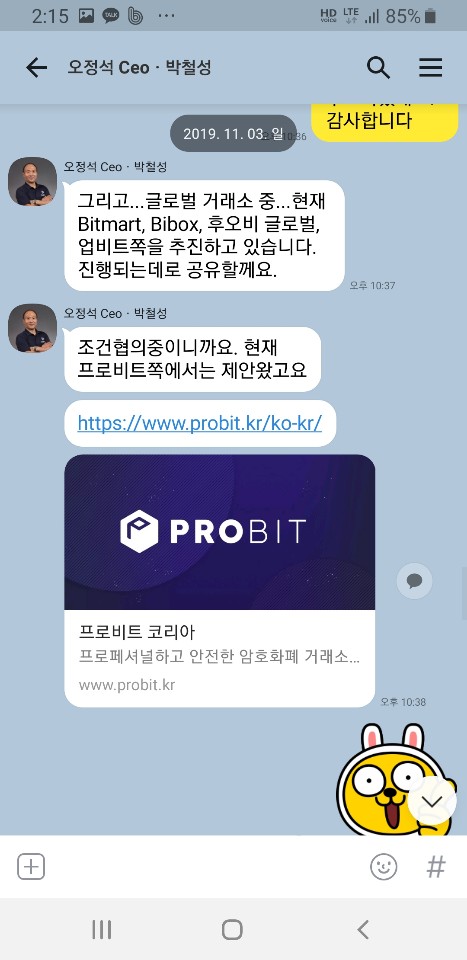 2:15
TALK
HD
voice
LTE
85%
오정석 Ceo · 박철성
감사합니다
2019. 11. 03. 일
오정석 Ceo · 박철성
그리고...글로벌 거래소 중...현재
Bitmart, Bibox, 후오비 글로벌,
업비트쪽을 추진하고 있습니다.
진행되는데로 공유할께요.
오후 10:37
오정석 Ceo · 박철성
조건협의중이니까요. 현재
프로비트쪽에서는 제안왔고요
https://www.probit.kr/ko-kr/
PROBIT
프로비트 코리아
프로페셔널하고 안전한 암호화폐 거래소...
www.probit.kr
오후 10:38
#